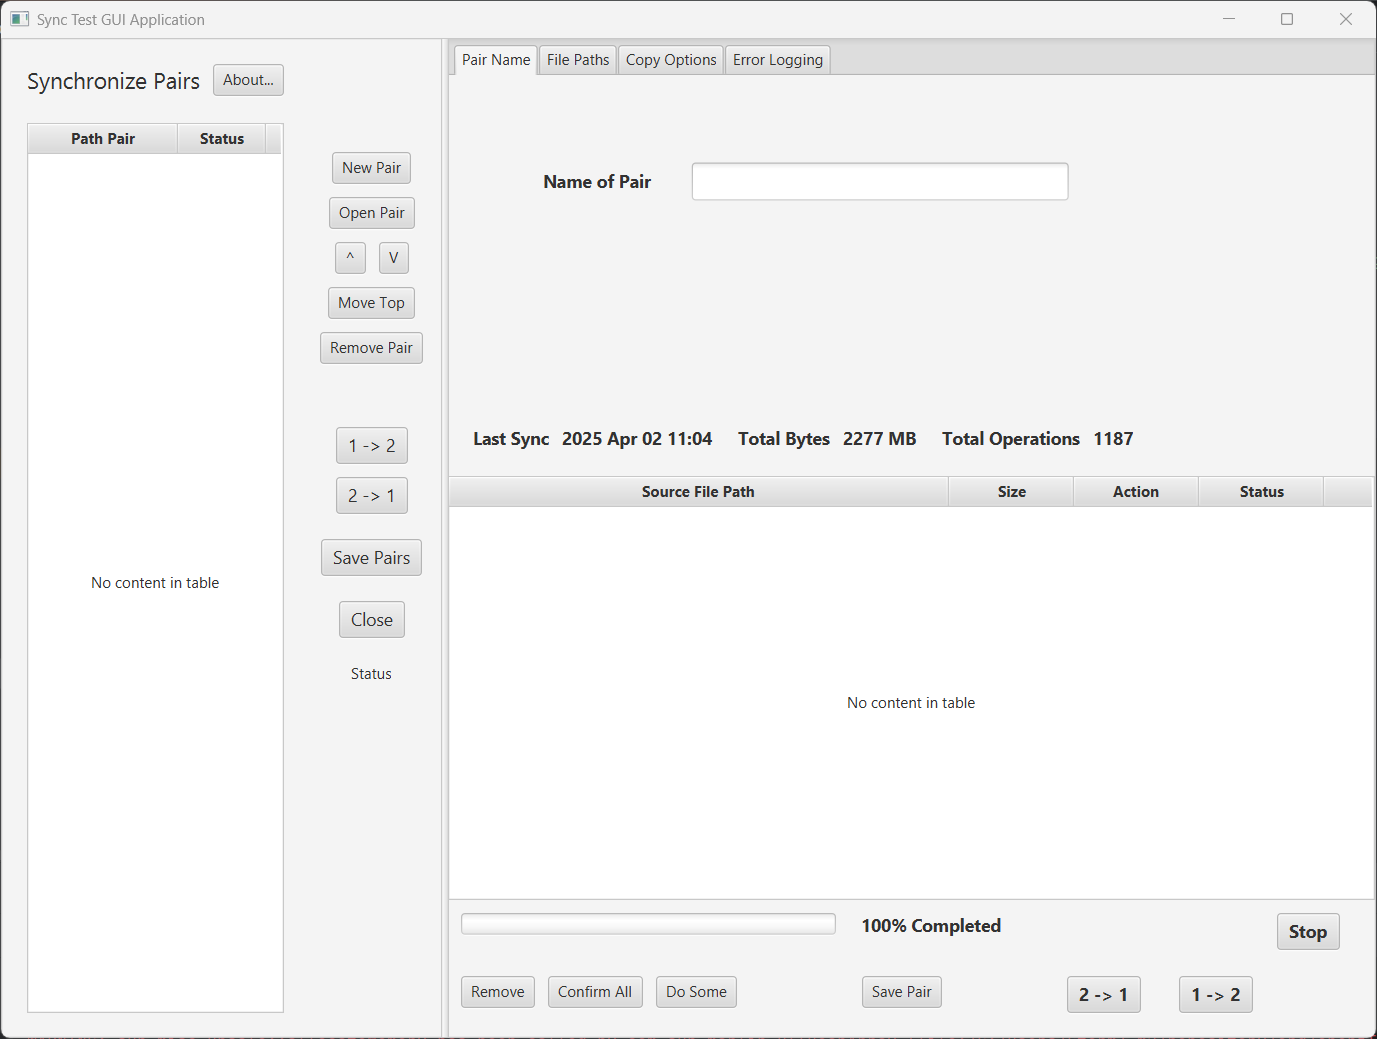 Sync Test GUI Application
Synchronize Pairs
About...
Path Pair Status
No content in table
New Pair
Open Pair
^ V
Move Top
Remove Pair
1 -> 2
2 -> 1
Save Pairs
Close
Status
Pair Name File Paths Copy Options Error Logging
Name of Pair
Last Sync 2025 Apr 02 11:04 Total Bytes 2277 MB Total Operations 1187
Source File Path Size Action Status
No content in table
100% Completed
Stop
Remove Confirm All Do Some Save Pair 2 -> 1 1 -> 2